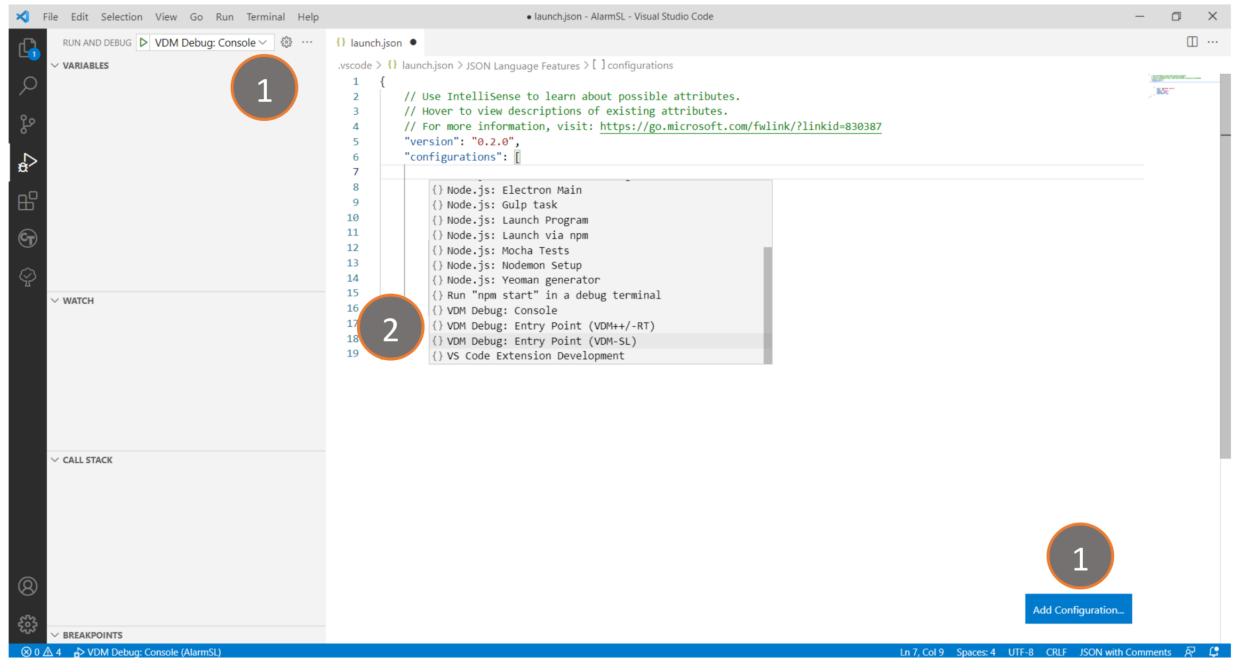 File Edit Selection View Go Run Terminal Help
● launch.json - AlarmSL - Visual Studio Code
RUN AND DEBUG VDM Debug: Console
{} launch.json ●
.vscode > {} launch.json > JSON Language Features > [ ] configurations
VARIABLES
1 {
2 // Use IntelliSense to learn about possible attributes.
3 // Hover to view descriptions of existing attributes.
4 // For more information, visit: https://go.microsoft.com/fwlink/?linkid=830387
5 "version": "0.2.0",
6 "configurations": [
7
8 {} Node.js: Electron Main
9 {} Node.js: Gulp task
10 {} Node.js: Launch Program
11 {} Node.js: Launch via npm
12 {} Node.js: Mocha Tests
13 {} Node.js: Nodemon Setup
14 {} Node.js: Yeoman generator
15 {} Run "npm start" in a debug terminal
16 {} VDM Debug: Console
17 {} VDM Debug: Entry Point (VDM++/-RT)
18 {} VDM Debug: Entry Point (VDM-SL)
19 {} VS Code Extension Development
1
2
WATCH
CALL STACK
1
Add Configuration...
BREAKPOINTS
1
0 4 VDM Debug: Console (AlarmSL)
Ln 7, Col 9 Spaces: 4 UTF-8 CRLF JSON with Comments